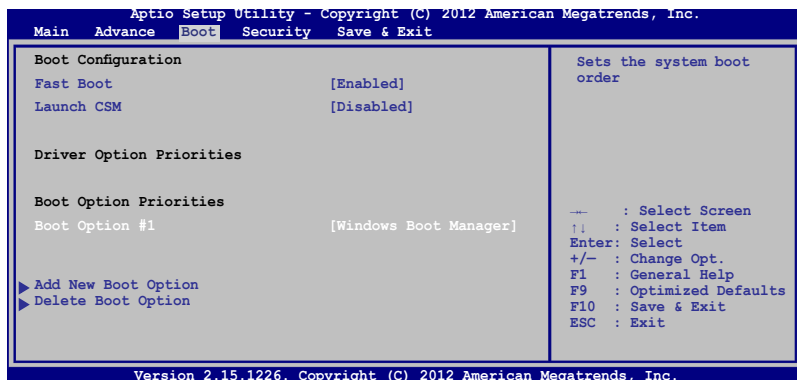 Aptio Setup Utility - Copyright (C) 2012 American Megatrends, Inc.
Main Advance Boot Security Save & Exit
Boot Configuration
Fast Boot [Enabled]
Launch CSM [Disabled]
Driver Option Priorities
Boot Option Priorities
Boot Option #1 [Windows Boot Manager]
Add New Boot Option
Delete Boot Option
Sets the system boot
order
→← : Select Screen
↑↓ : Select Item
Enter: Select
+/— : Change Opt.
F1 : General Help
F9 : Optimized Defaults
F10 : Save & Exit
ESC : Exit
Version 2.15.1226. Copyright (C) 2012 American Megatrends, Inc.